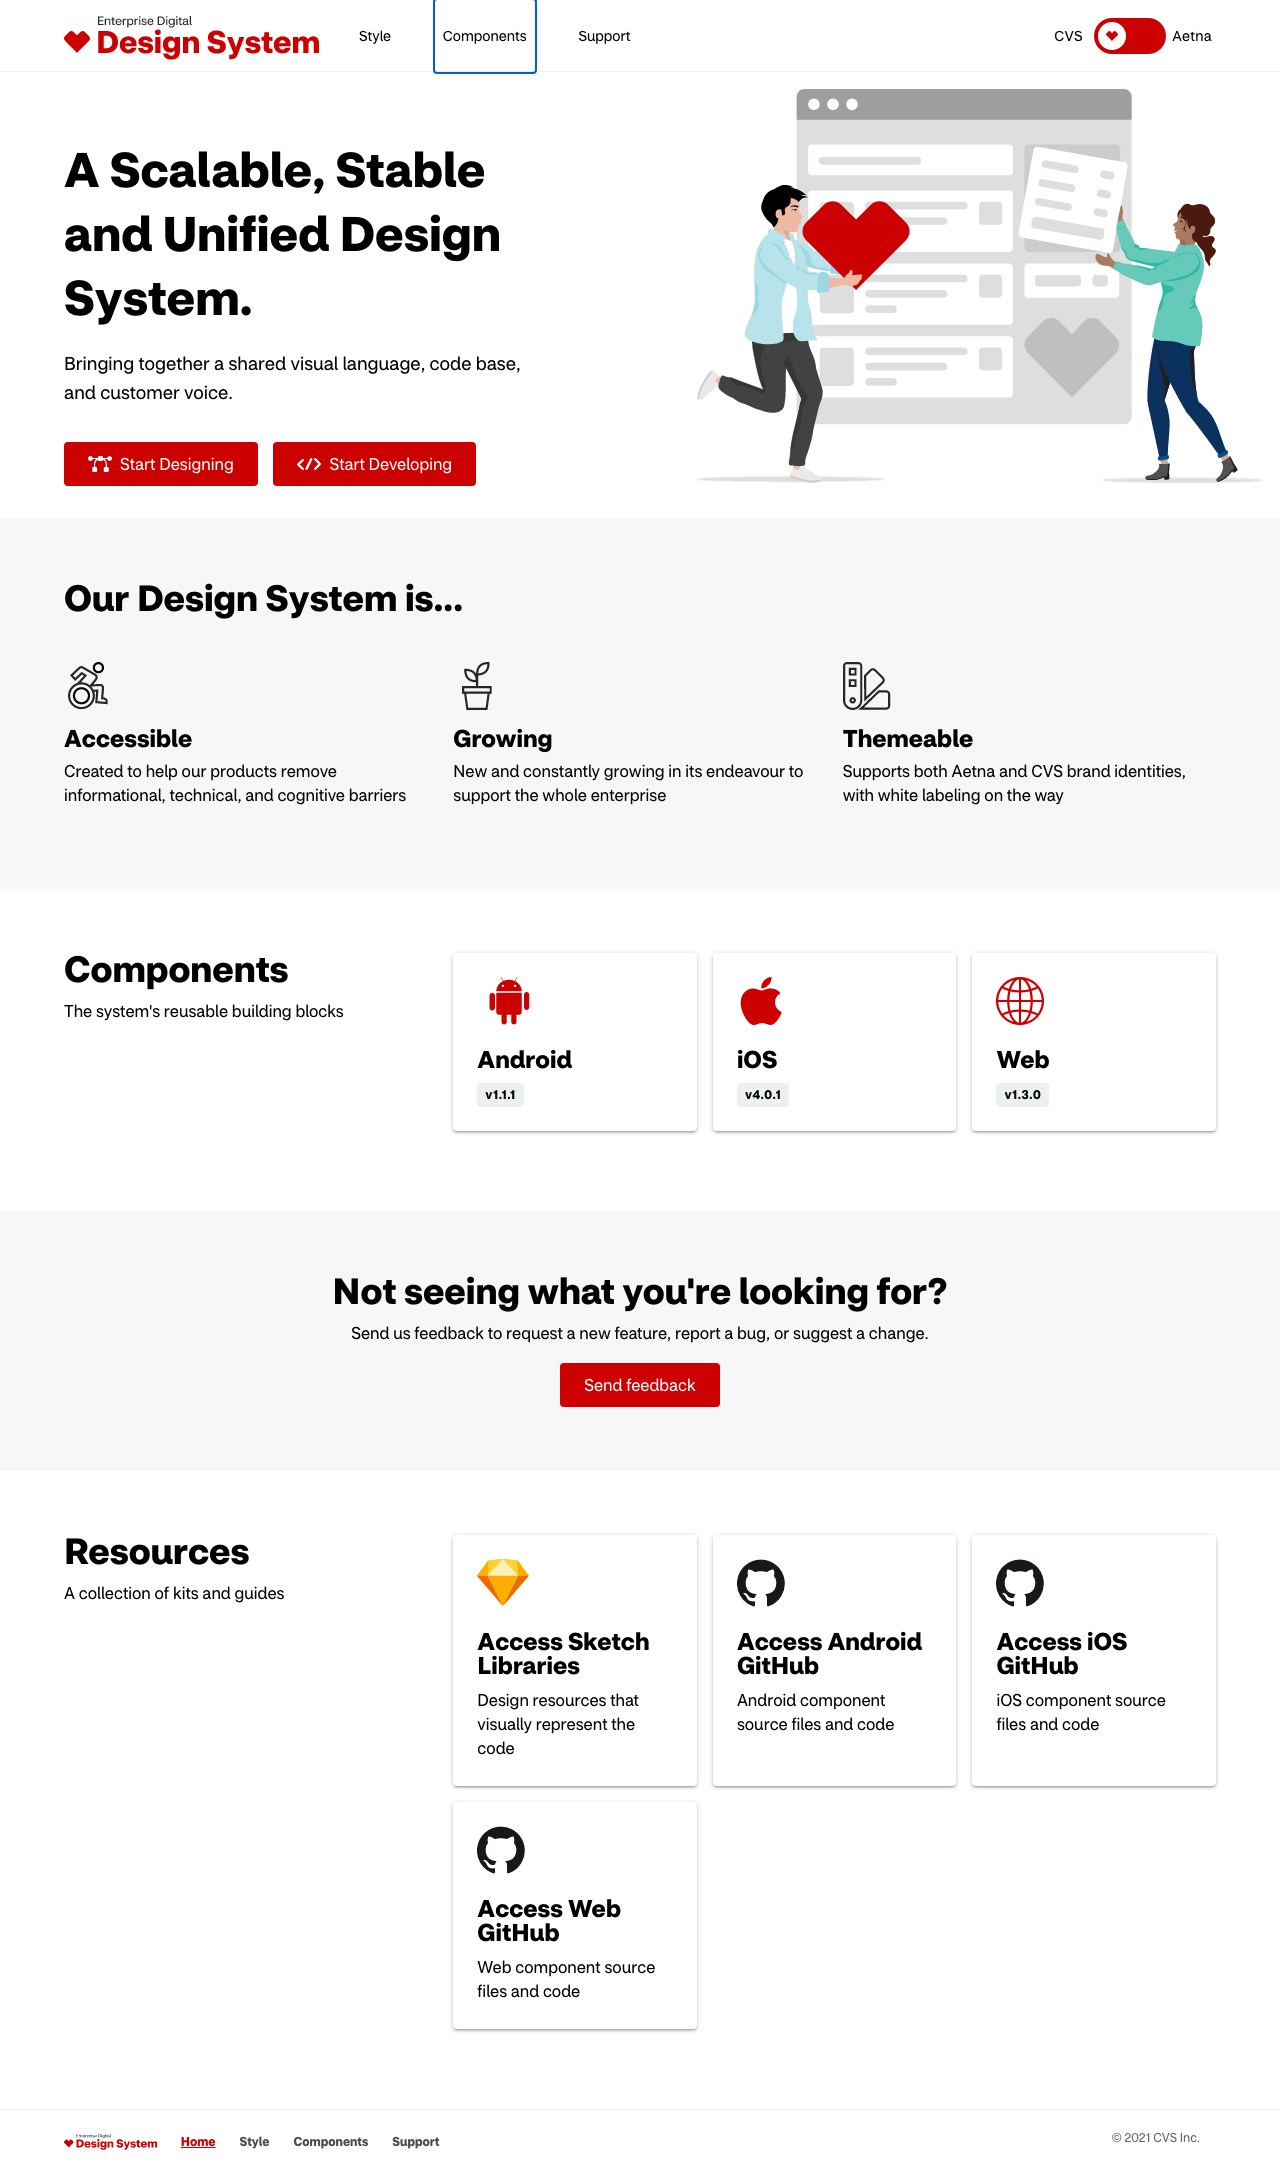 Enterprise Digital
Design System
Style
Components
Support
CVS
Aetna
A Scalable, Stable
and Unified Design
System.
Bringing together a shared visual language, code base,
and customer voice.
Start Designing
Start Developing
Our Design System is...
Accessible
Created to help our products remove
informational, technical, and cognitive barriers
Growing
New and constantly growing in its endeavour to
support the whole enterprise
Themeable
Supports both Aetna and CVS brand identities,
with white labeling on the way
Components
The system's reusable building blocks
Android
v1.1.1
iOS
v4.0.1
Web
v1.3.0
Not seeing what you're looking for?
Send us feedback to request a new feature, report a bug, or suggest a change.
Send feedback
Resources
A collection of kits and guides
Access Sketch
Libraries
Design resources that
visually represent the
code
Access Android
GitHub
Android component
source files and code
Access iOS
GitHub
iOS component source
files and code
Access Web
GitHub
Web component source
files and code
Enterprise Digital
Design System
Home
Style
Components
Support
© 2021 CVS Inc.